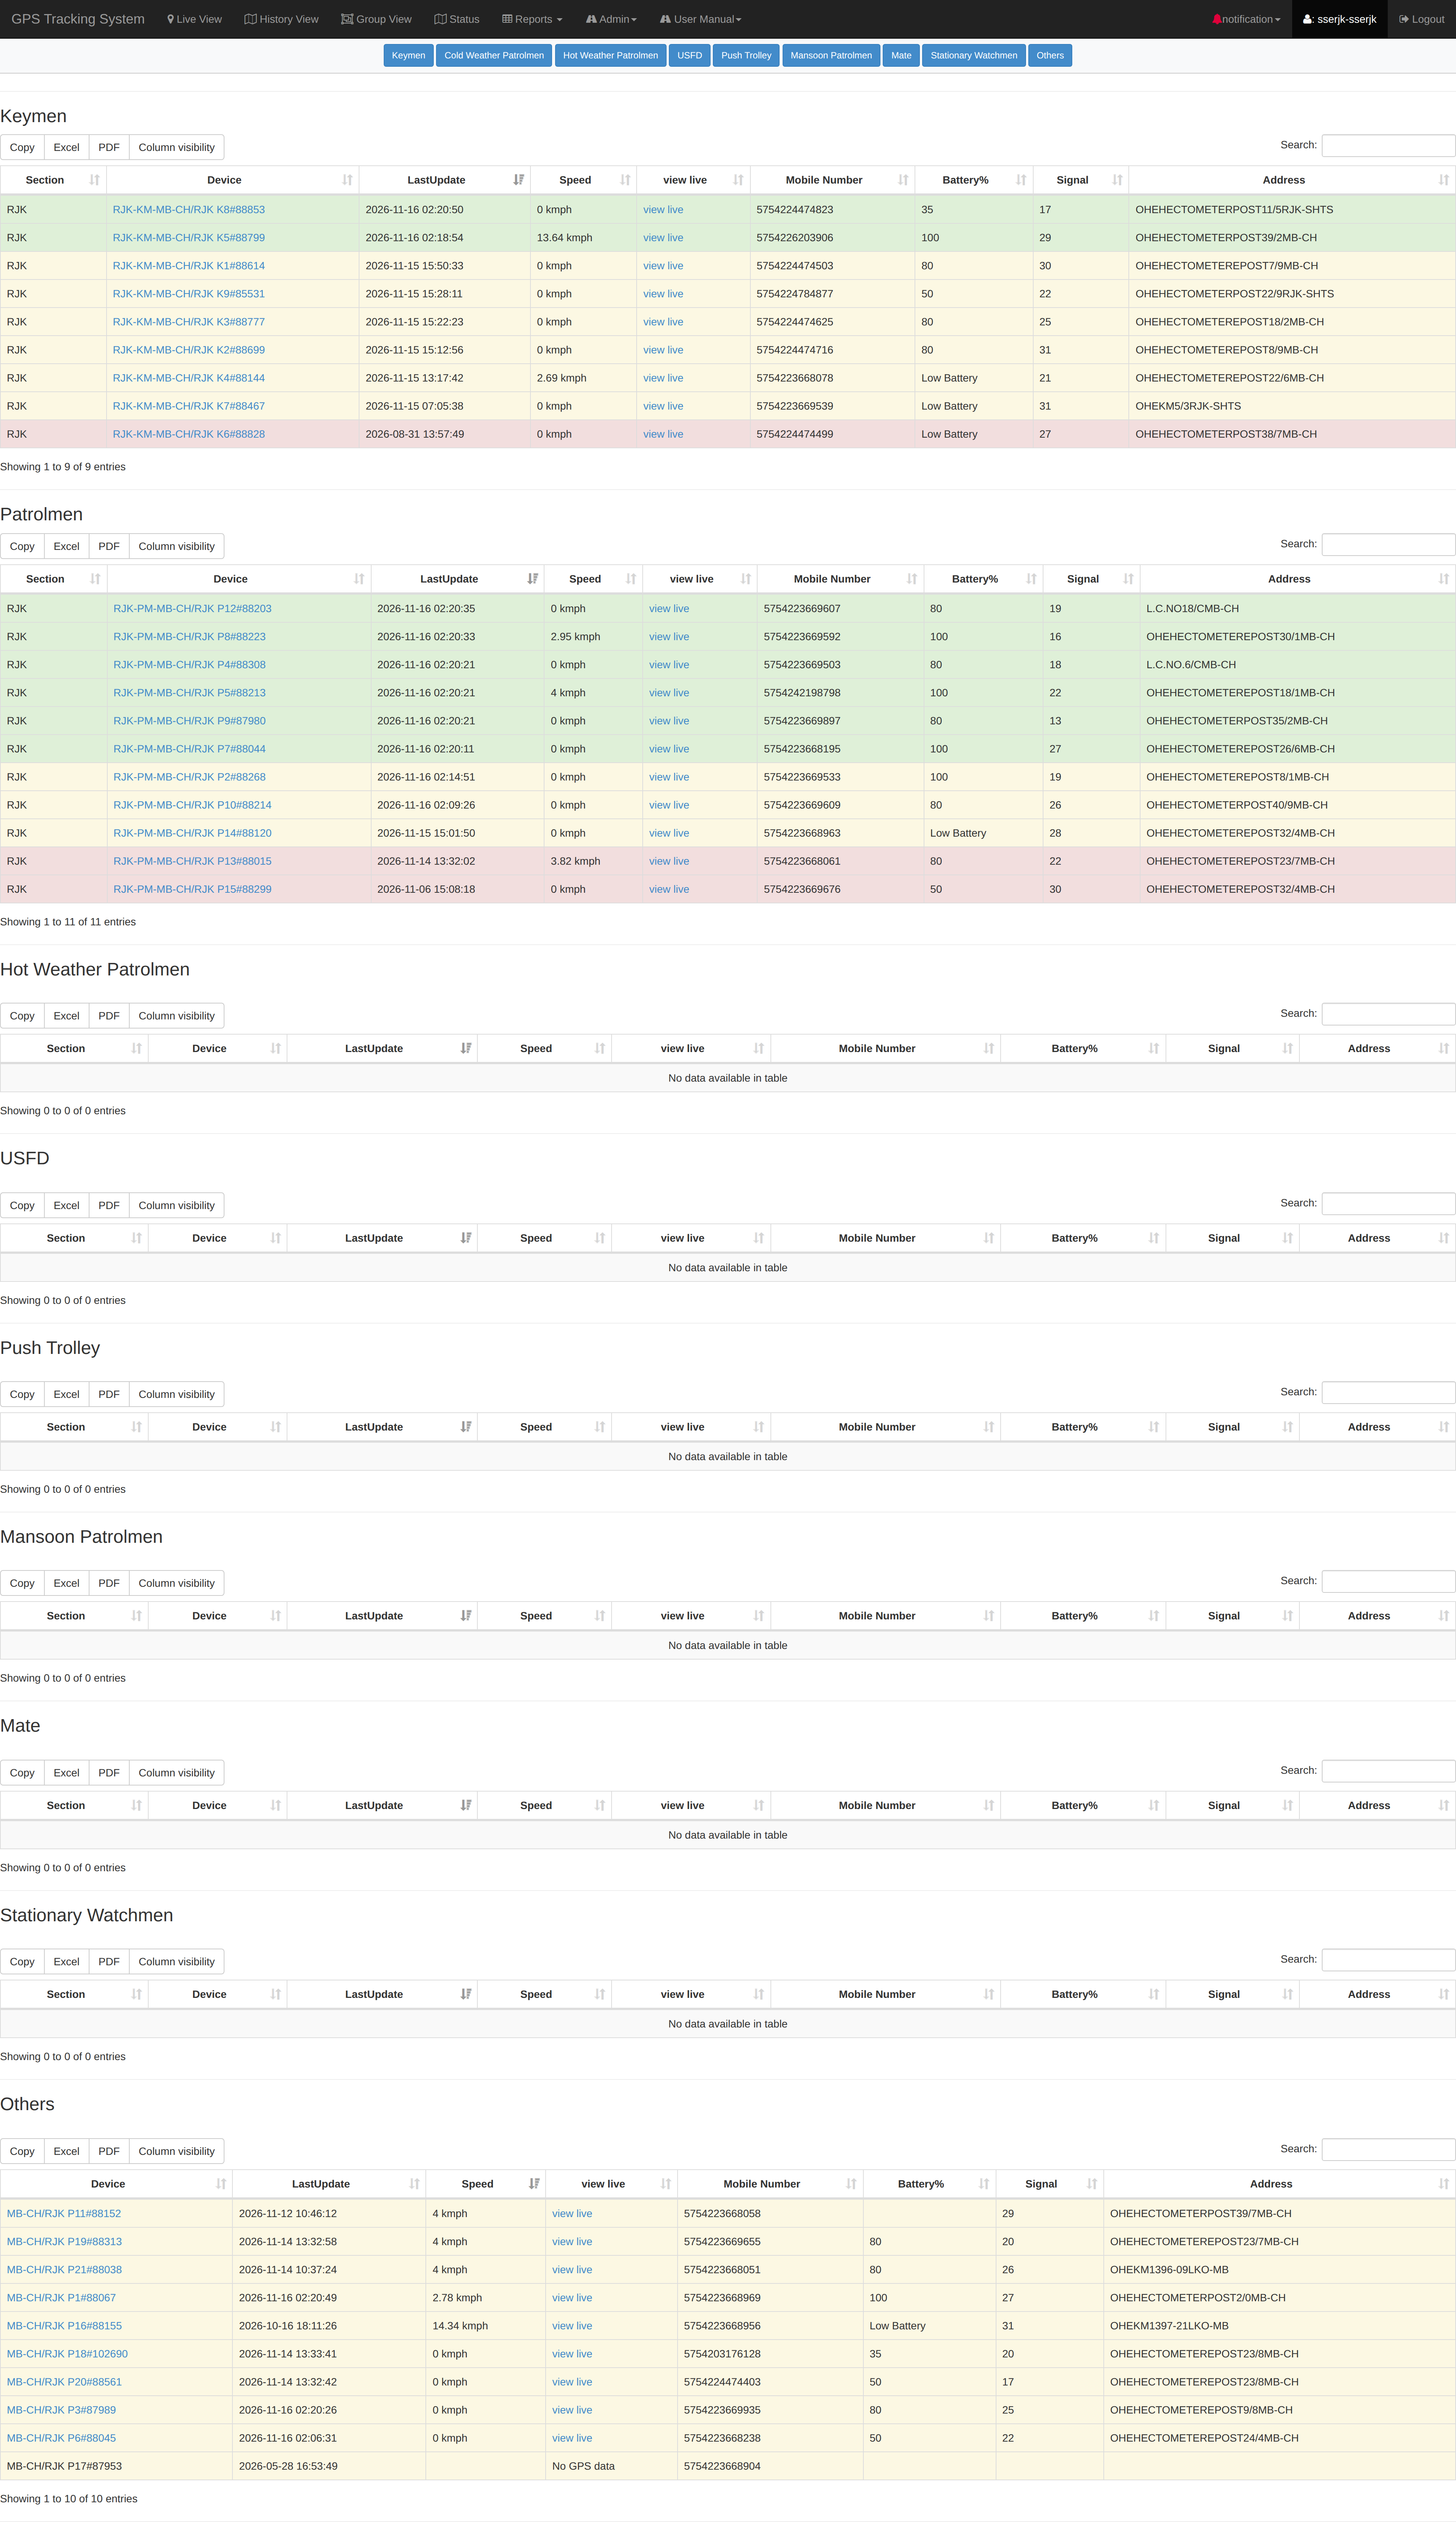 GPS Tracking System Live View History View Group View Status Reports Admin User Manual notification : sserjk-sserjk Logout
Keymen Cold Weather Patrolmen Hot Weather Patrolmen USFD Push Trolley Mansoon Patrolmen Mate Stationary Watchmen Others
Keymen
Copy Excel PDF Column visibility Search:
Section Device LastUpdate Speed view live Mobile Number Battery% Signal Address
RJK RJK-KM-MB-CH/RJK K8#88853 2026-11-16 02:20:50 0 kmph view live 5754224474823 35 17 OHEHECTOMETERPOST11/5RJK-SHTS
RJK RJK-KM-MB-CH/RJK K5#88799 2026-11-16 02:18:54 13.64 kmph view live 5754226203906 100 29 OHEHECTOMETERPOST39/2MB-CH
RJK RJK-KM-MB-CH/RJK K1#88614 2026-11-15 15:50:33 0 kmph view live 5754224474503 80 30 OHEHECTOMETEREPOST7/9MB-CH
RJK RJK-KM-MB-CH/RJK K9#85531 2026-11-15 15:28:11 0 kmph view live 5754224784877 50 22 OHEHECTOMETERPOST22/9RJK-SHTS
RJK RJK-KM-MB-CH/RJK K3#88777 2026-11-15 15:22:23 0 kmph view live 5754224474625 80 25 OHEHECTOMETEREPOST18/2MB-CH
RJK RJK-KM-MB-CH/RJK K2#88699 2026-11-15 15:12:56 0 kmph view live 5754224474716 80 31 OHEHECTOMETEREPOST8/9MB-CH
RJK RJK-KM-MB-CH/RJK K4#88144 2026-11-15 13:17:42 2.69 kmph view live 5754223668078 Low Battery 21 OHEHECTOMETEREPOST22/6MB-CH
RJK RJK-KM-MB-CH/RJK K7#88467 2026-11-15 07:05:38 0 kmph view live 5754223669539 Low Battery 31 OHEKM5/3RJK-SHTS
RJK RJK-KM-MB-CH/RJK K6#88828 2026-08-31 13:57:49 0 kmph view live 5754224474499 Low Battery 27 OHEHECTOMETERPOST38/7MB-CH
Showing 1 to 9 of 9 entries
Patrolmen
Copy Excel PDF Column visibility Search:
Section Device LastUpdate Speed view live Mobile Number Battery% Signal Address
RJK RJK-PM-MB-CH/RJK P12#88203 2026-11-16 02:20:35 0 kmph view live 5754223669607 80 19 L.C.NO18/CMB-CH
RJK RJK-PM-MB-CH/RJK P8#88223 2026-11-16 02:20:33 2.95 kmph view live 5754223669592 100 16 OHEHECTOMETEREPOST30/1MB-CH
RJK RJK-PM-MB-CH/RJK P4#88308 2026-11-16 02:20:21 0 kmph view live 5754223669503 80 18 L.C.NO.6/CMB-CH
RJK RJK-PM-MB-CH/RJK P5#88213 2026-11-16 02:20:21 4 kmph view live 5754242198798 100 22 OHEHECTOMETEREPOST18/1MB-CH
RJK RJK-PM-MB-CH/RJK P9#87980 2026-11-16 02:20:21 0 kmph view live 5754223669897 80 13 OHEHECTOMETERPOST35/2MB-CH
RJK RJK-PM-MB-CH/RJK P7#88044 2026-11-16 02:20:11 0 kmph view live 5754223668195 100 27 OHEHECTOMETEREPOST26/6MB-CH
RJK RJK-PM-MB-CH/RJK P2#88268 2026-11-16 02:14:51 0 kmph view live 5754223669533 100 19 OHEHECTOMETEREPOST8/1MB-CH
RJK RJK-PM-MB-CH/RJK P10#88214 2026-11-16 02:09:26 0 kmph view live 5754223669609 80 26 OHEHECTOMETERPOST40/9MB-CH
RJK RJK-PM-MB-CH/RJK P14#88120 2026-11-15 15:01:50 0 kmph view live 5754223668963 Low Battery 28 OHEHECTOMETEREPOST32/4MB-CH
RJK RJK-PM-MB-CH/RJK P13#88015 2026-11-14 13:32:02 3.82 kmph view live 5754223668061 80 22 OHEHECTOMETEREPOST23/7MB-CH
RJK RJK-PM-MB-CH/RJK P15#88299 2026-11-06 15:08:18 0 kmph view live 5754223669676 50 30 OHEHECTOMETEREPOST32/4MB-CH
Showing 1 to 11 of 11 entries
Hot Weather Patrolmen
Copy Excel PDF Column visibility Search:
Section Device LastUpdate Speed view live Mobile Number Battery% Signal Address
No data available in table
Showing 0 to 0 of 0 entries
USFD
Copy Excel PDF Column visibility Search:
Section Device LastUpdate Speed view live Mobile Number Battery% Signal Address
No data available in table
Showing 0 to 0 of 0 entries
Push Trolley
Copy Excel PDF Column visibility Search:
Section Device LastUpdate Speed view live Mobile Number Battery% Signal Address
No data available in table
Showing 0 to 0 of 0 entries
Mansoon Patrolmen
Copy Excel PDF Column visibility Search:
Section Device LastUpdate Speed view live Mobile Number Battery% Signal Address
No data available in table
Showing 0 to 0 of 0 entries
Mate
Copy Excel PDF Column visibility Search:
Section Device LastUpdate Speed view live Mobile Number Battery% Signal Address
No data available in table
Showing 0 to 0 of 0 entries
Stationary Watchmen
Copy Excel PDF Column visibility Search:
Section Device LastUpdate Speed view live Mobile Number Battery% Signal Address
No data available in table
Showing 0 to 0 of 0 entries
Others
Copy Excel PDF Column visibility Search:
Device LastUpdate Speed view live Mobile Number Battery% Signal Address
MB-CH/RJK P11#88152 2026-11-12 10:46:12 4 kmph view live 5754223668058 29 OHEHECTOMETERPOST39/7MB-CH
MB-CH/RJK P19#88313 2026-11-14 13:32:58 4 kmph view live 5754223669655 80 20 OHEHECTOMETEREPOST23/7MB-CH
MB-CH/RJK P21#88038 2026-11-14 10:37:24 4 kmph view live 5754223668051 80 26 OHEKM1396-09LKO-MB
MB-CH/RJK P1#88067 2026-11-16 02:20:49 2.78 kmph view live 5754223668969 100 27 OHEHECTOMETERPOST2/0MB-CH
MB-CH/RJK P16#88155 2026-10-16 18:11:26 14.34 kmph view live 5754223668956 Low Battery 31 OHEKM1397-21LKO-MB
MB-CH/RJK P18#102690 2026-11-14 13:33:41 0 kmph view live 5754203176128 35 20 OHEHECTOMETEREPOST23/8MB-CH
MB-CH/RJK P20#88561 2026-11-14 13:32:42 0 kmph view live 5754224474403 50 17 OHEHECTOMETEREPOST23/8MB-CH
MB-CH/RJK P3#87989 2026-11-16 02:20:26 0 kmph view live 5754223669935 80 25 OHEHECTOMETEREPOST9/8MB-CH
MB-CH/RJK P6#88045 2026-11-16 02:06:31 0 kmph view live 5754223668238 50 22 OHEHECTOMETEREPOST24/4MB-CH
MB-CH/RJK P17#87953 2026-05-28 16:53:49 No GPS data 5754223668904
Showing 1 to 10 of 10 entries